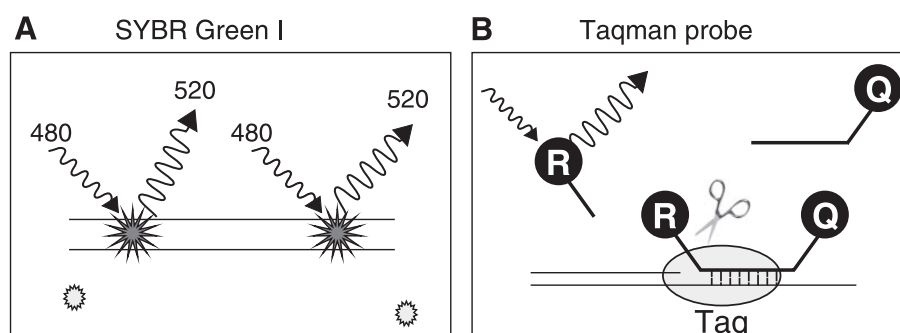 A SYBR Green I
480 520 480 520
B Taqman probe
R Q
R Q
Taq